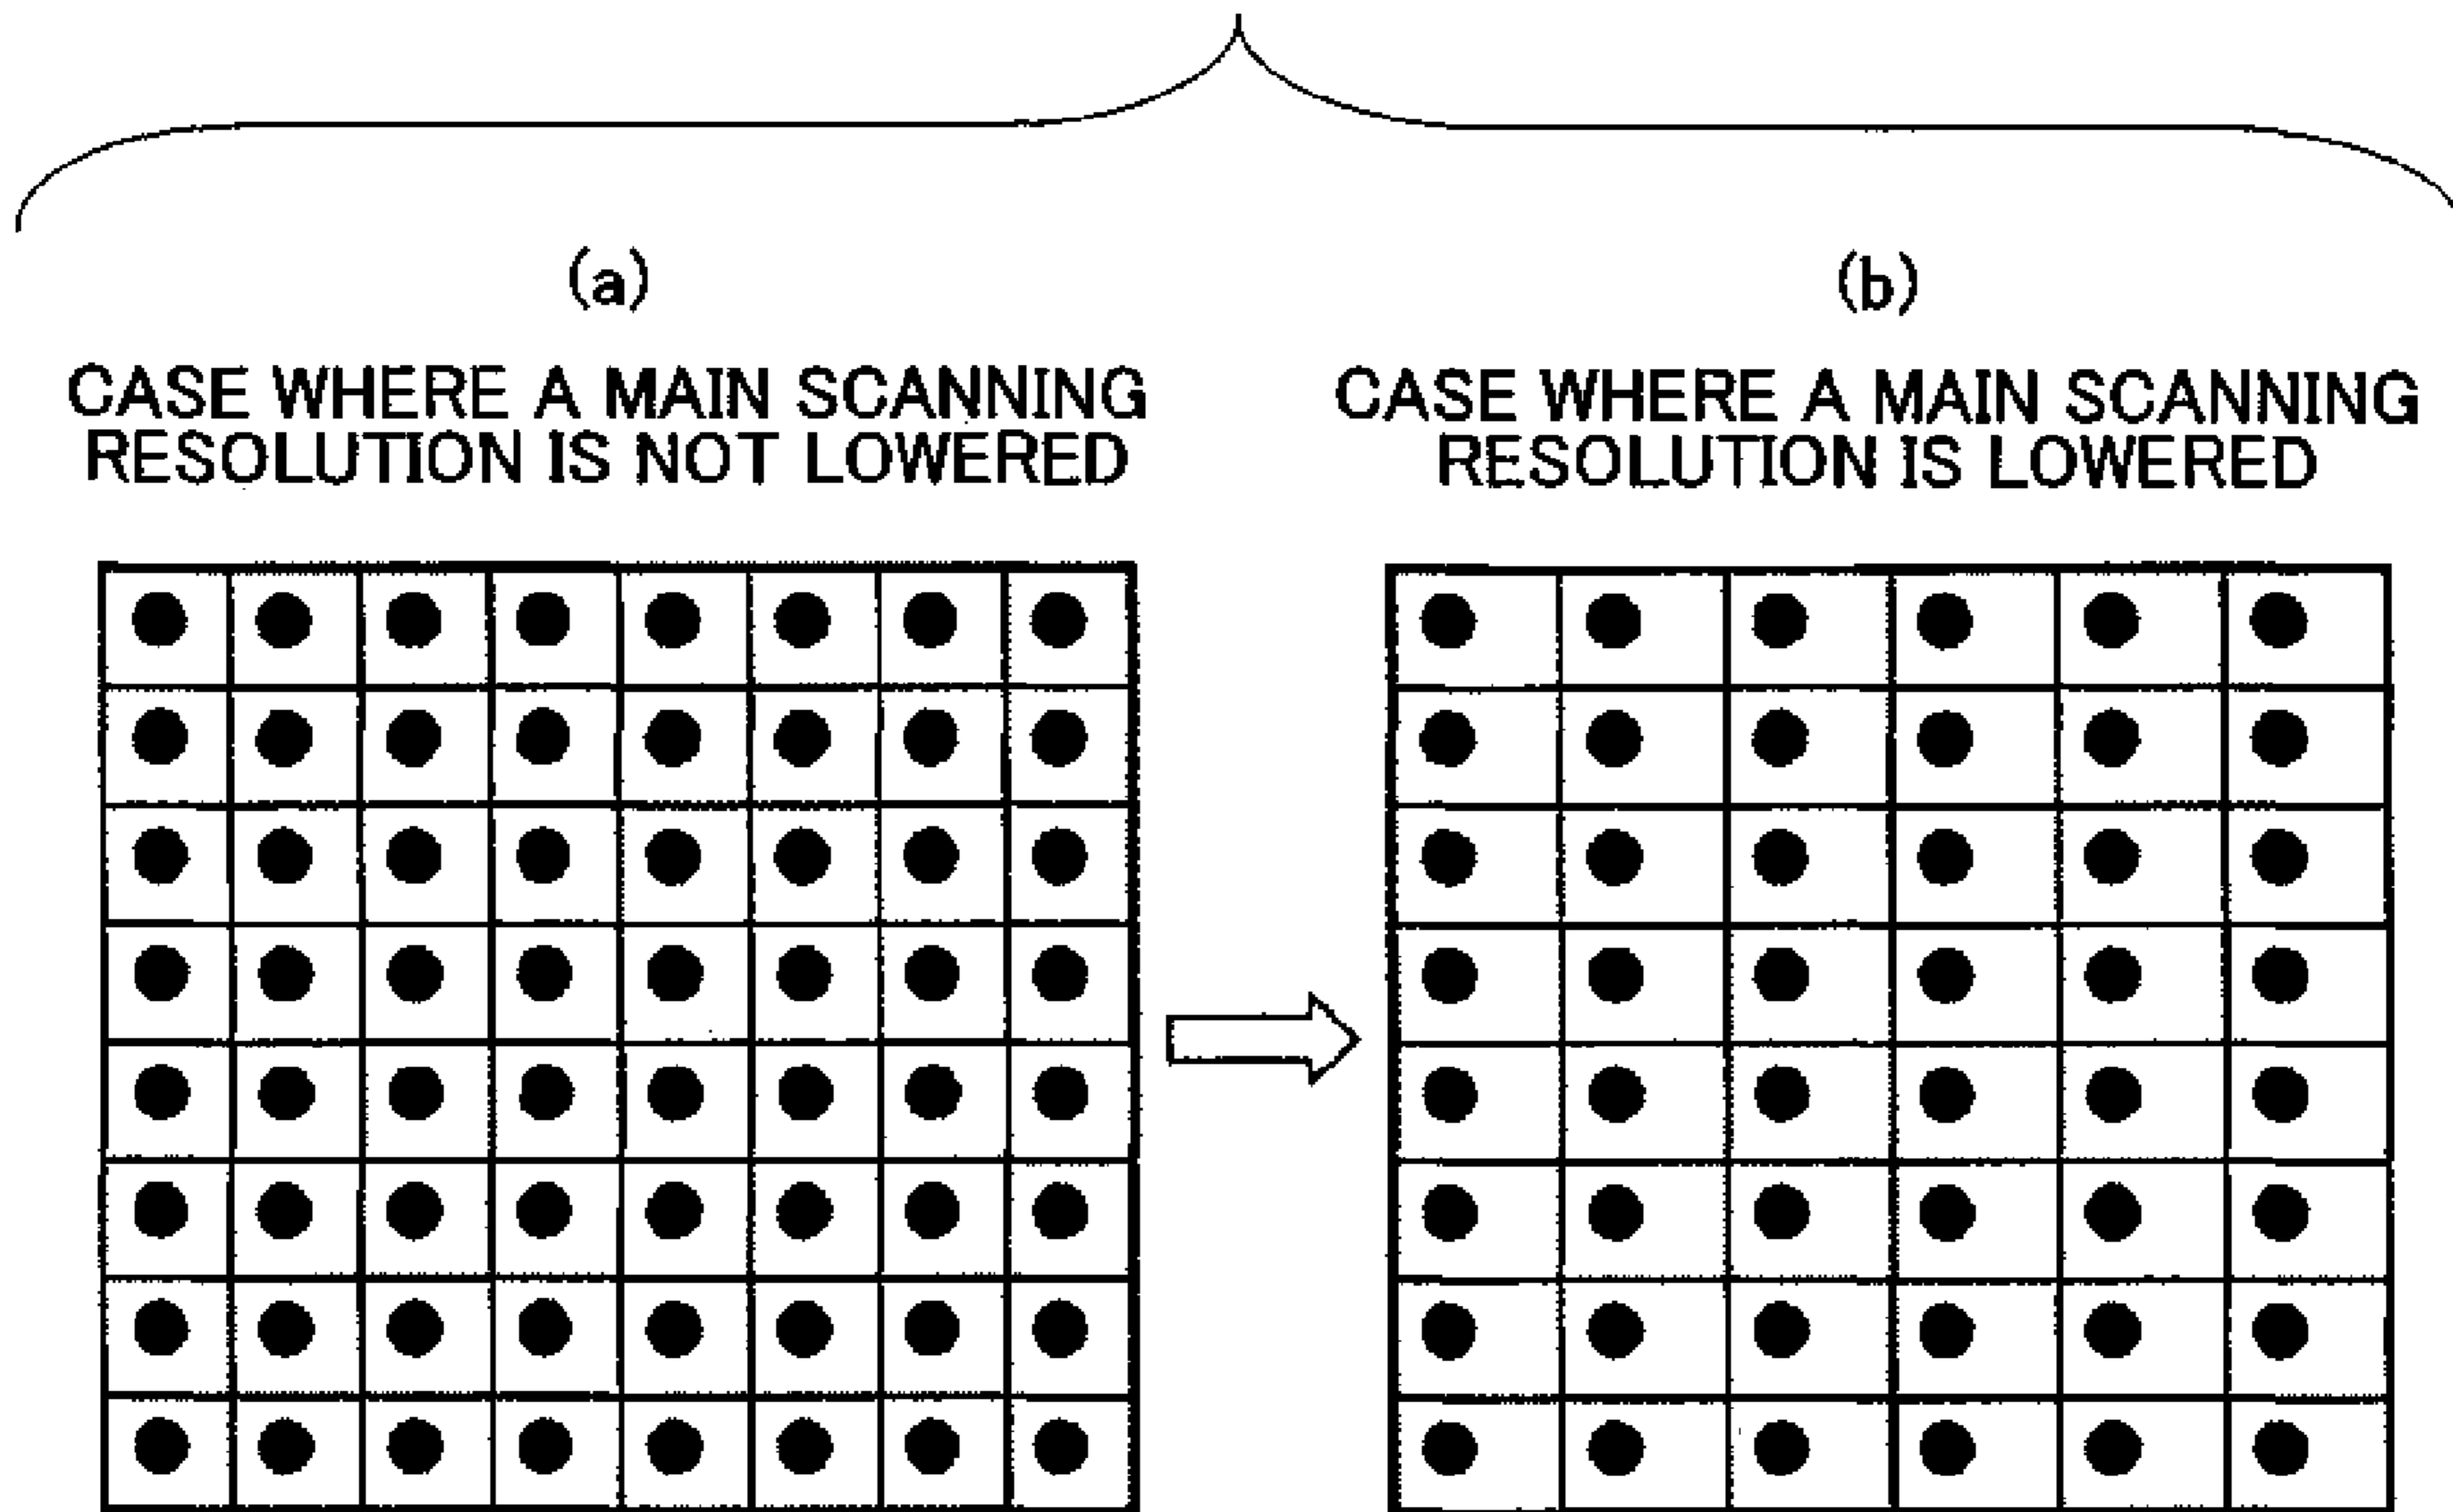 (a)
CASE WHERE A MAIN SCANNING
RESOLUTION IS NOT LOWERED
(b)
CASE WHERE A MAIN SCANNING
RESOLUTION IS LOWERED